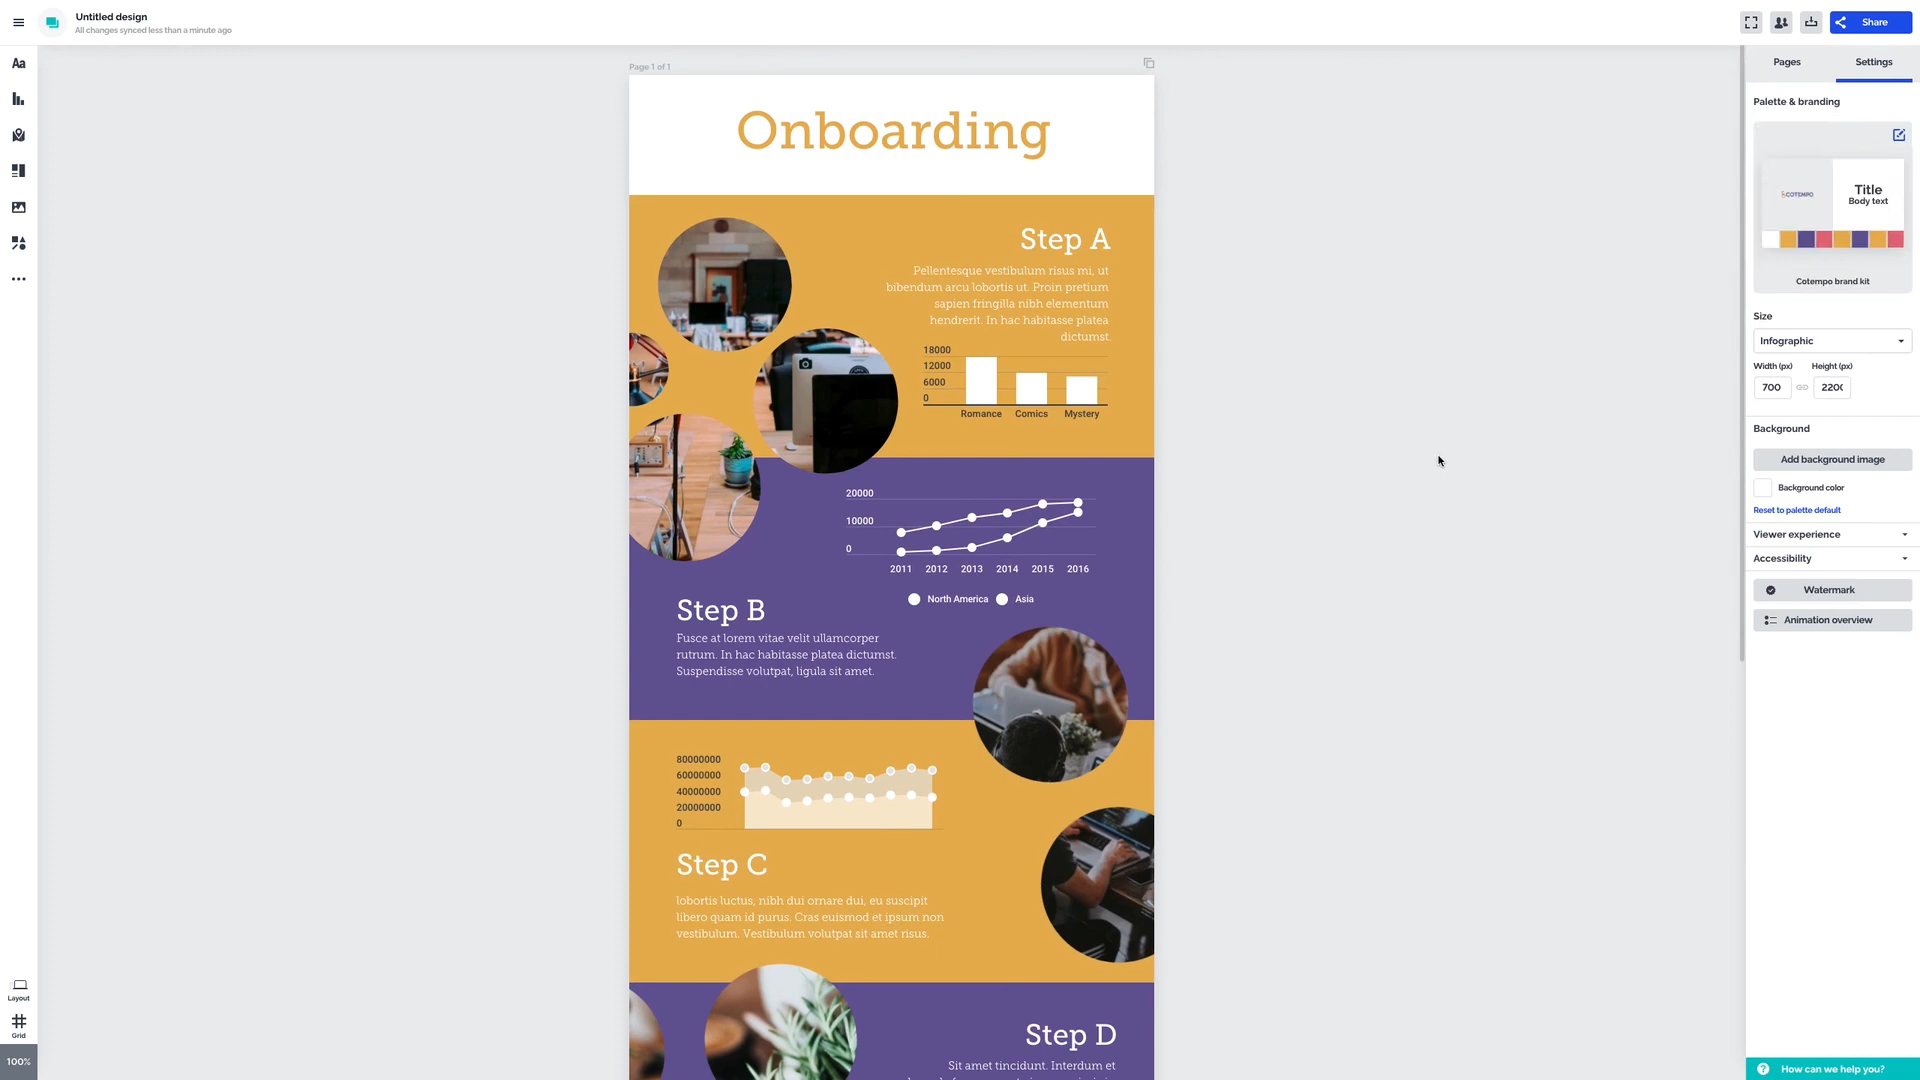 Untitled design
All changes synced less than a minute ago
Share
Aa
Page 1 of 1
Onboarding
Step A
Pellentesque vestibulum risus mi, ut
bibendum arcu lobortis ut. Proin pretium
sapien fringilla nibh elementum
hendrerit. In hac habitasse platea
dictumst.
18000
12000
6000
0
Romance Comics Mystery
20000
10000
0
2011 2012 2013 2014 2015 2016
North America Asia
Step B
Fusce at lorem vitae velit ullamcorper
rutrum. In hac habitasse platea dictumst.
Suspendisse volutpat, ligula sit amet.
80000000
60000000
40000000
20000000
0
Step C
lobortis luctus, nibh dui ornare dui, eu suscipit
libero quam id purus. Cras euismod et ipsum non
vestibulum. Vestibulum volutpat sit amet risus.
Step D
Sit amet tincidunt. Interdum et
Layout
Grid
100%
Pages Settings
Palette & branding
COTEMPO
Title
Body text
Cotempo brand kit
Size
Infographic
Width (px) Height (px)
700 220
Background
Add background image
Background color
Reset to palette default
Viewer experience
Accessibility
Watermark
Animation overview
How can we help you?